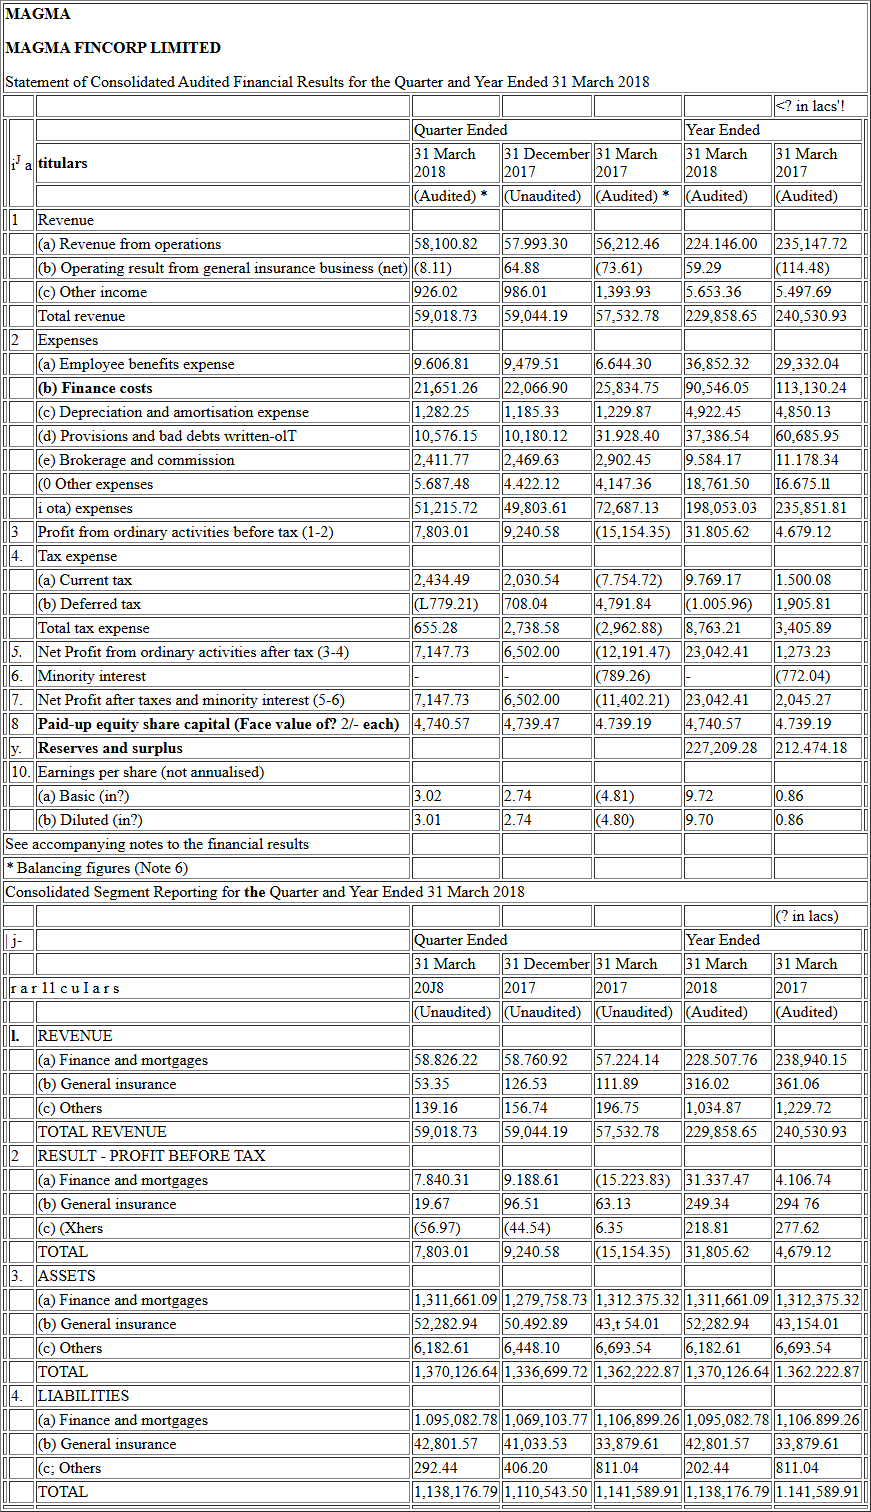 MAGMA
MAGMA FINCORP LIMITED
Statement of Consolidated Audited Financial Results for the Quarter and Year Ended 31 March 2018
<? in lacs'!
Quarter Ended Year Ended
iJ a titulars 31 March 2018 31 December 2017 31 March 2017 31 March 2018 31 March 2017
(Audited) * (Unaudited) (Audited) * (Audited) (Audited)
1 Revenue
(a) Revenue from operations 58,100.82 57.993.30 56,212.46 224.146.00 235,147.72
(b) Operating result from general insurance business (net) (8.11) 64.88 (73.61) 59.29 (114.48)
(c) Other income 926.02 986.01 1,393.93 5.653.36 5.497.69
Total revenue 59,018.73 59,044.19 57,532.78 229,858.65 240,530.93
2 Expenses
(a) Employee benefits expense 9.606.81 9,479.51 6.644.30 36,852.32 29,332.04
(b) Finance costs 21,651.26 22,066.90 25,834.75 90,546.05 113,130.24
(c) Depreciation and amortisation expense 1,282.25 1,185.33 1,229.87 4,922.45 4,850.13
(d) Provisions and bad debts written-olT 10,576.15 10,180.12 31.928.40 37,386.54 60,685.95
(e) Brokerage and commission 2,411.77 2,469.63 2,902.45 9.584.17 11.178.34
(0 Other expenses 5.687.48 4.422.12 4,147.36 18,761.50 I6.675.ll
i ota) expenses 51,215.72 49,803.61 72,687.13 198,053.03 235,851.81
3 Profit from ordinary activities before tax (1-2) 7,803.01 9,240.58 (15,154.35) 31.805.62 4.679.12
4. Tax expense
(a) Current tax 2,434.49 2,030.54 (7.754.72) 9.769.17 1.500.08
(b) Deferred tax (L779.21) 708.04 4,791.84 (1.005.96) 1,905.81
Total tax expense 655.28 2,738.58 (2,962.88) 8,763.21 3,405.89
5. Net Profit from ordinary activities after tax (3-4) 7,147.73 6,502.00 (12,191.47) 23,042.41 1,273.23
6. Minority interest - - (789.26) - (772.04)
7. Net Profit after taxes and minority interest (5-6) 7,147.73 6,502.00 (11,402.21) 23,042.41 2,045.27
8 Paid-up equity share capital (Face value of? 2/- each) 4,740.57 4,739.47 4.739.19 4,740.57 4.739.19
y. Reserves and surplus 227,209.28 212.474.18
10. Earnings per share (not annualised)
(a) Basic (in?) 3.02 2.74 (4.81) 9.72 0.86
(b) Diluted (in?) 3.01 2.74 (4.80) 9.70 0.86
See accompanying notes to the financial results
* Balancing figures (Note 6)
Consolidated Segment Reporting for the Quarter and Year Ended 31 March 2018
(? in lacs)
| j- Quarter Ended Year Ended
31 March 31 December 31 March 31 March 31 March
r a r 11 c u I a r s 20J8 2017 2017 2018 2017
(Unaudited) (Unaudited) (Unaudited) (Audited) (Audited)
l. REVENUE
(a) Finance and mortgages 58.826.22 58.760.92 57.224.14 228.507.76 238,940.15
(b) General insurance 53.35 126.53 111.89 316.02 361.06
(c) Others 139.16 156.74 196.75 1,034.87 1,229.72
TOTAL REVENUE 59,018.73 59,044.19 57,532.78 229,858.65 240,530.93
2 RESULT - PROFIT BEFORE TAX
(a) Finance and mortgages 7.840.31 9.188.61 (15.223.83) 31.337.47 4.106.74
(b) General insurance 19.67 96.51 63.13 249.34 294 76
(c) (Xhers (56.97) (44.54) 6.35 218.81 277.62
TOTAL 7,803.01 9,240.58 (15,154.35) 31,805.62 4,679.12
3. ASSETS
(a) Finance and mortgages 1,311,661.09 1,279,758.73 1,312.375.32 1,311,661.09 1,312,375.32
(b) General insurance 52,282.94 50.492.89 43,t 54.01 52,282.94 43,154.01
(c) Others 6,182.61 6,448.10 6,693.54 6,182.61 6,693.54
TOTAL 1,370,126.64 1,336,699.72 1,362,222.87 1,370,126.64 1.362.222.87
4. LIABILITIES
(a) Finance and mortgages 1.095,082.78 1,069,103.77 1,106,899.26 1,095,082.78 1,106.899.26
(b) General insurance 42,801.57 41,033.53 33,879.61 42,801.57 33,879.61
(c; Others 292.44 406.20 811.04 202.44 811.04
TOTAL 1,138,176.79 1,110,543.50 1,141,589.91 1,138,176.79 1.141,589.91